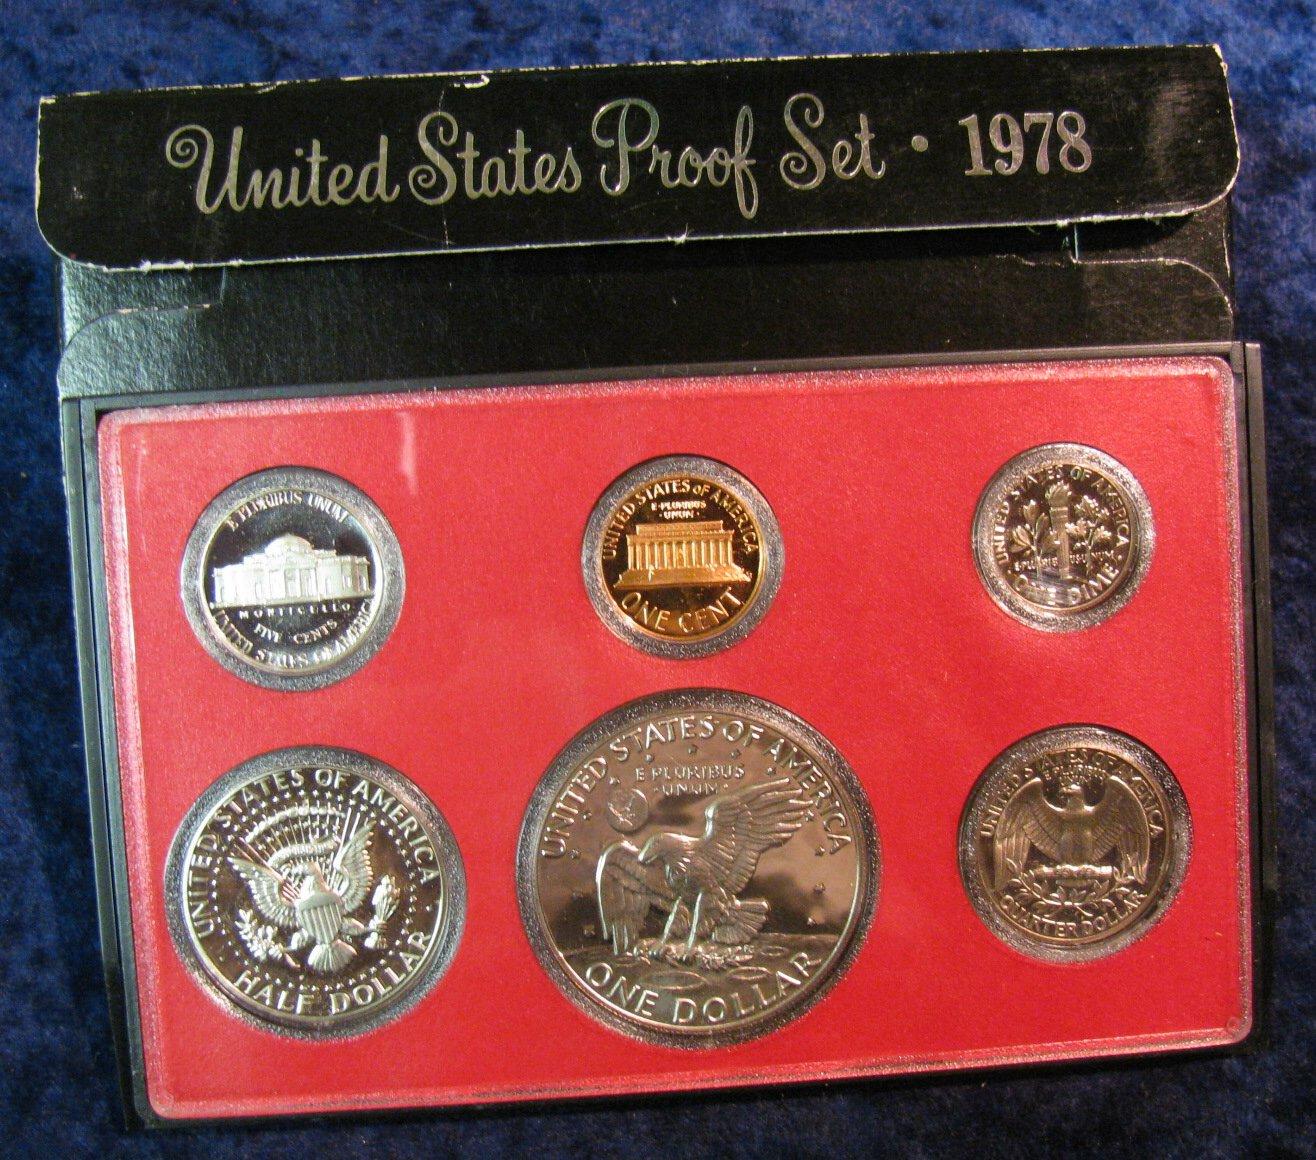 United States Proof Set · 1978
E PLURIBUS UNUM
MONTICELLO
FIVE CENTS
UNITED STATES OF AMERICA
UNITED STATES OF AMERICA
E·PLURIBUS
·UNUM·
ONE CENT
UNITED STATES OF AMERICA
ONE DIME
UNITED STATES OF AMERICA
HALF DOLLAR
UNITED STATES OF AMERICA
E PLURIBUS
·UNUM·
ONE DOLLAR
UNITED STATES OF AMERICA
E PLURIBUS
QUARTER DOLLAR